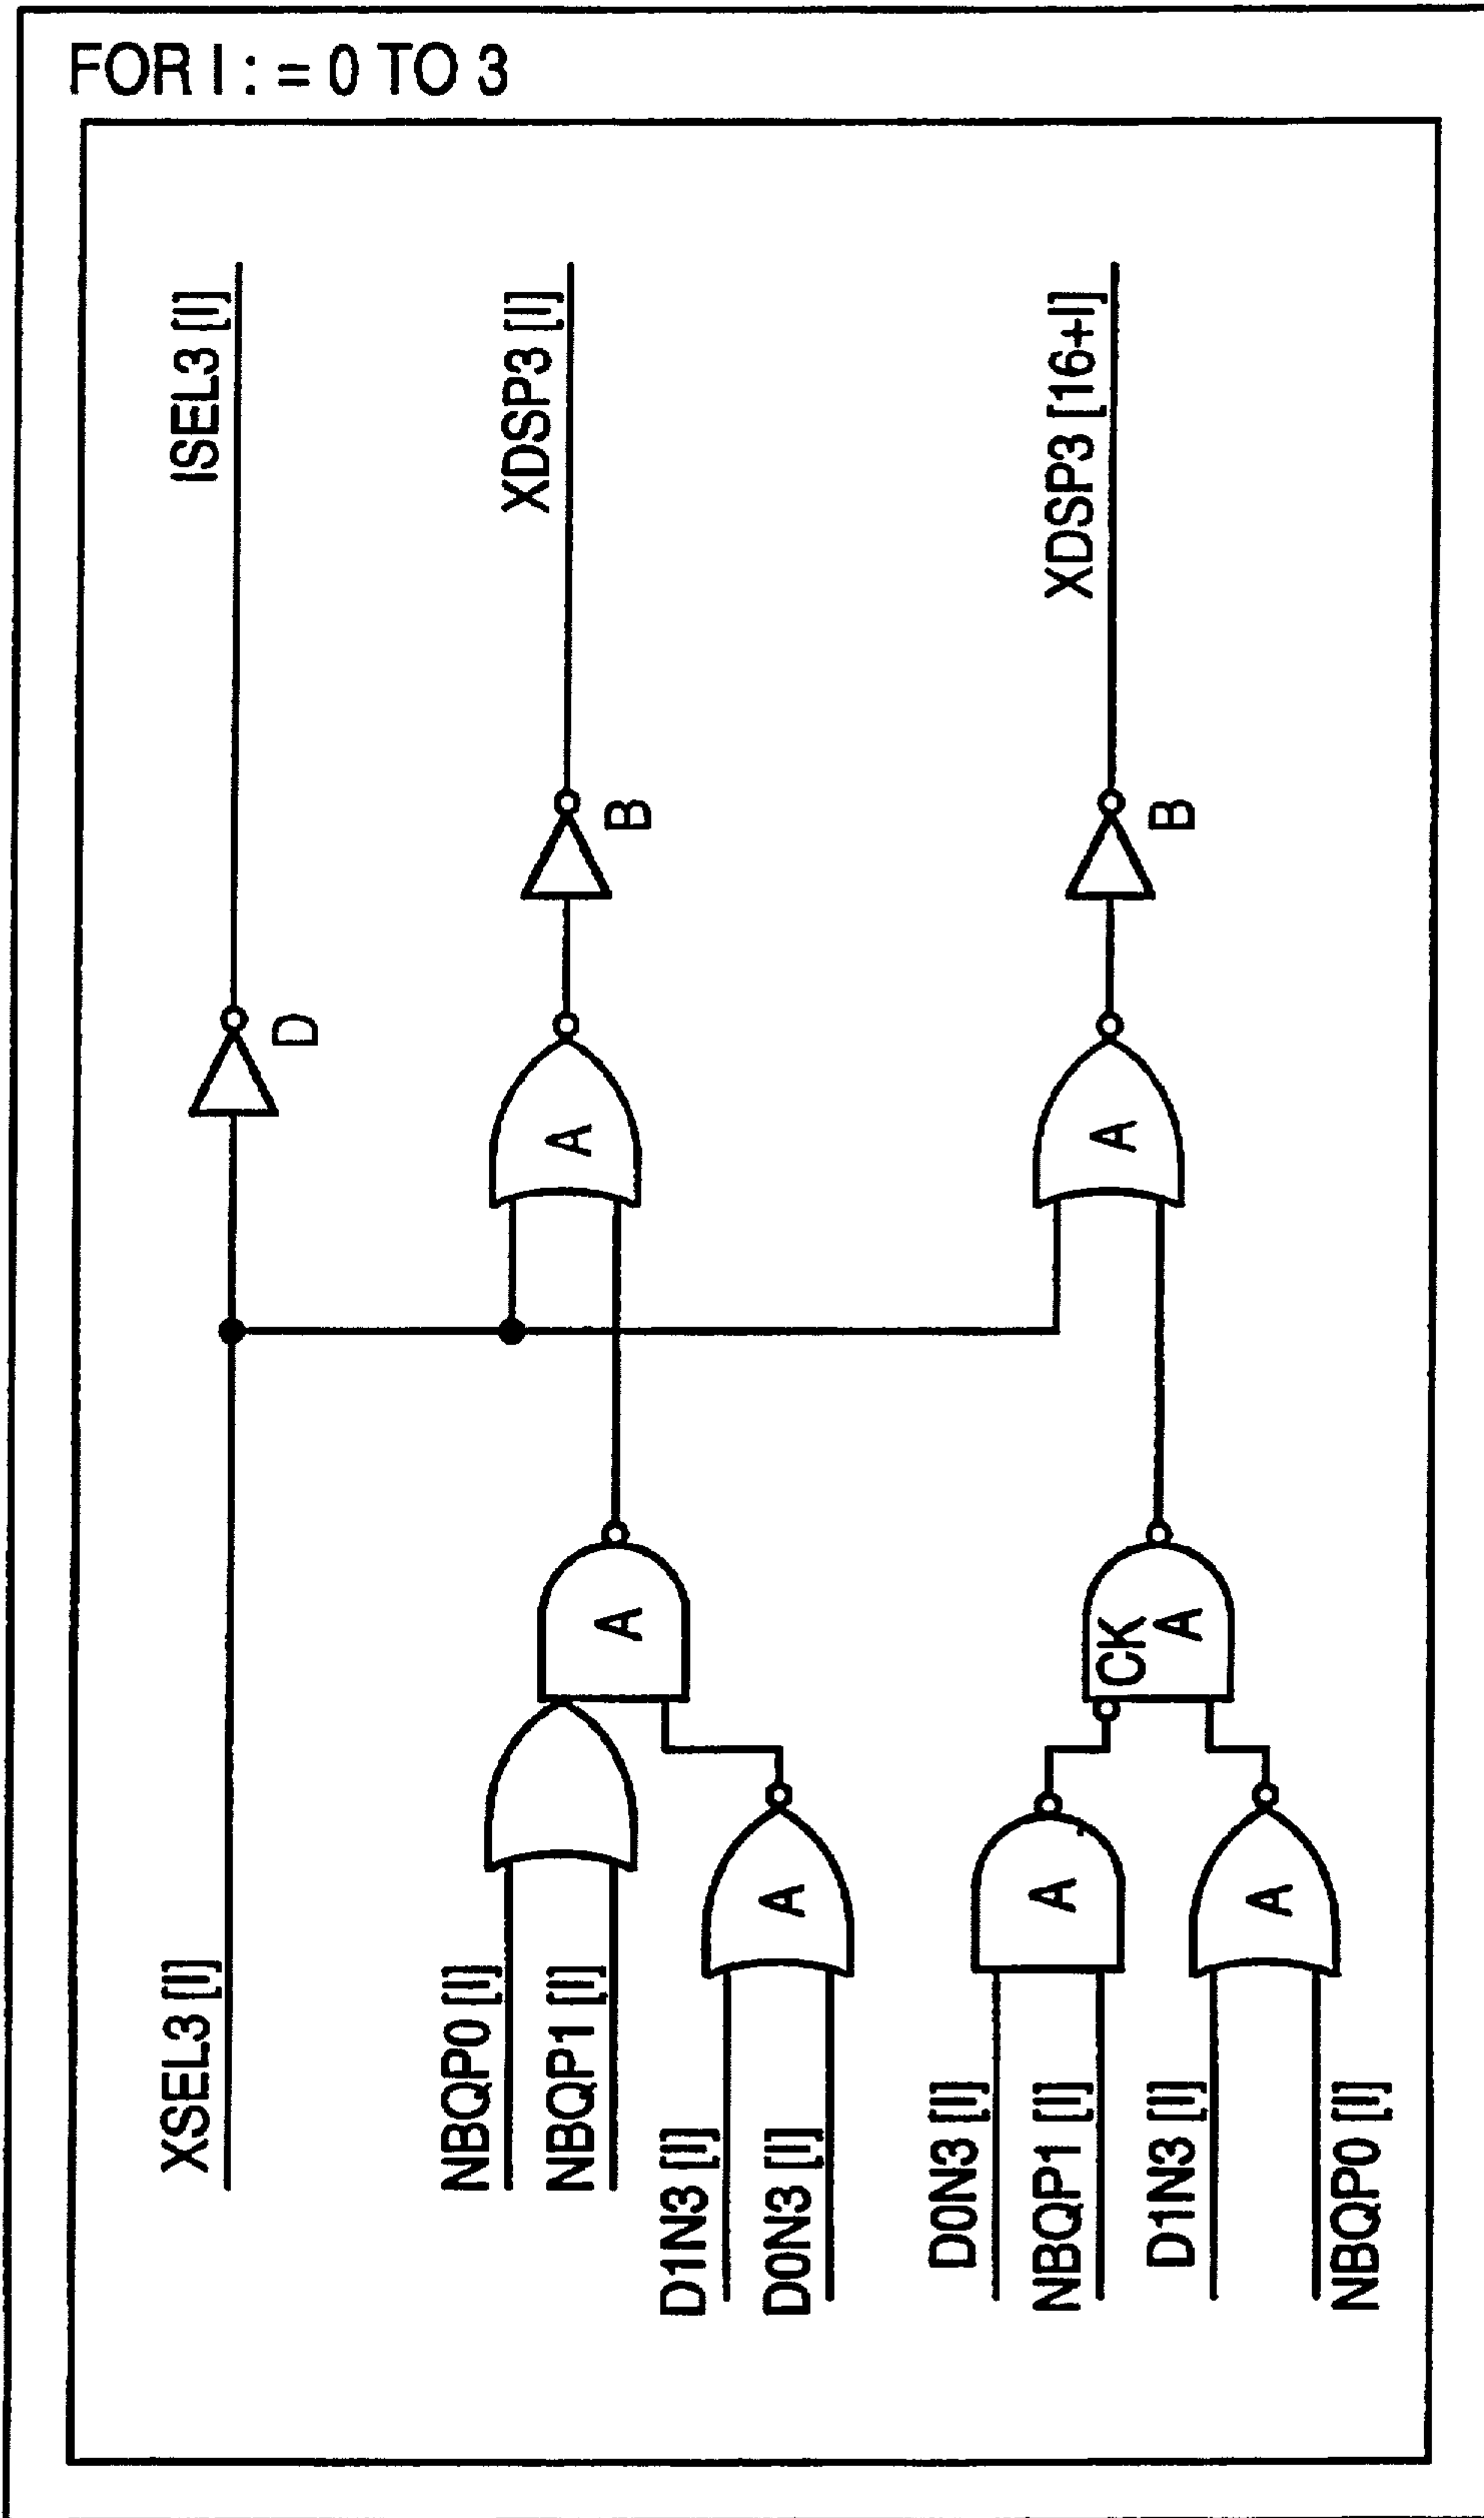 FOR I : = 0 TO 3
XSEL3 [I]
D
ISEL3 [I]
NBQP0 [I]
NBQP1 [I]
A
A
B
XDSP3 [I]
D1N3 [I]
D0N3 [I]
A
D0N3 [I]
NBQP1 [I]
A
CK
A
A
B
XDSP3 [16+I]
D1N3 [I]
NBQP0 [I]
A